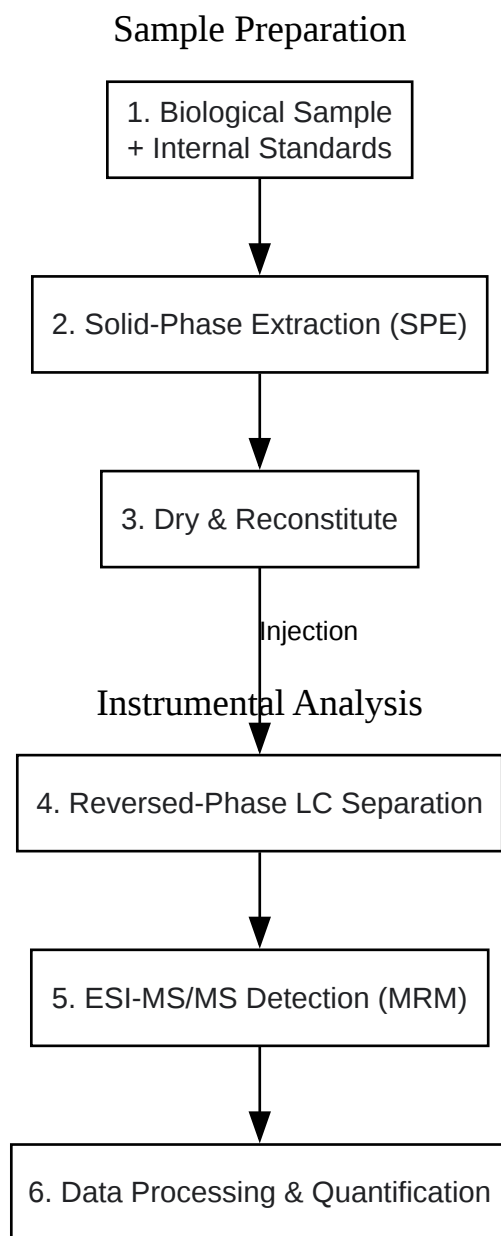 Sample Preparation
1. Biological Sample
+ Internal Standards
2. Solid-Phase Extraction (SPE)
3. Dry & Reconstitute
Injection
Instrumental Analysis
4. Reversed-Phase LC Separation
5. ESI-MS/MS Detection (MRM)
6. Data Processing & Quantification